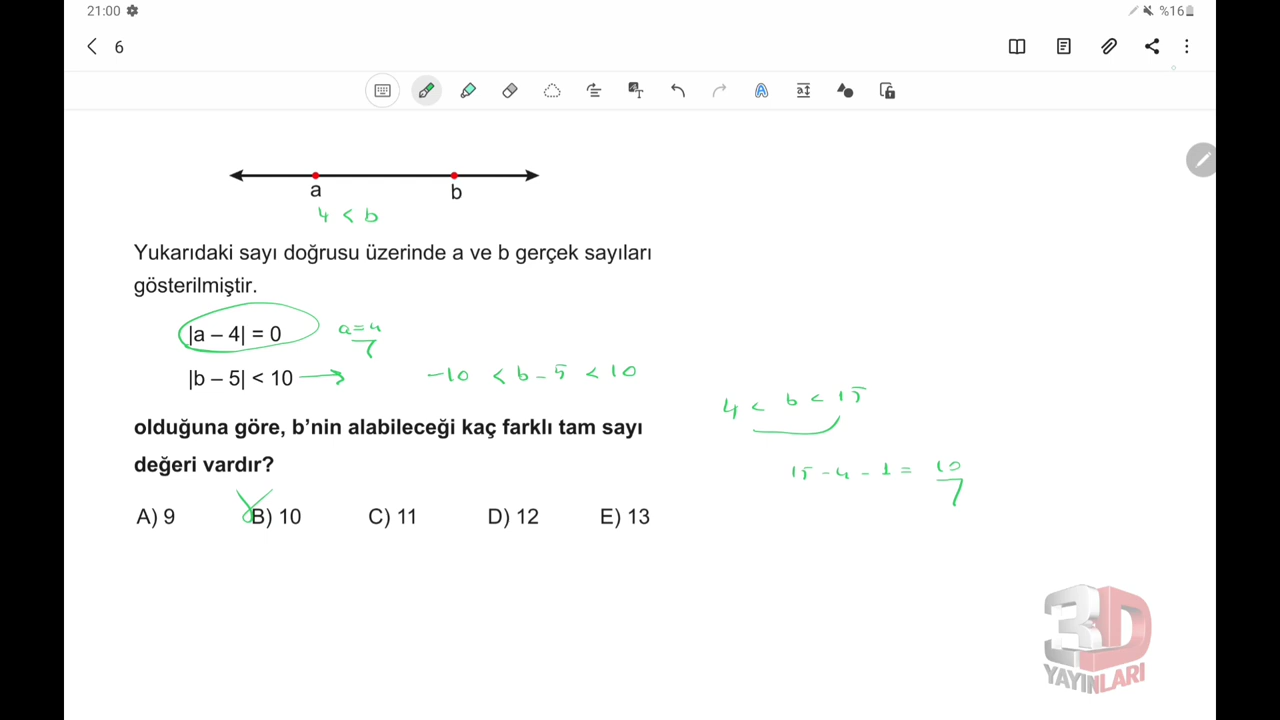 21:00 %16
6
a b
4 < b
Yukarıdaki sayı doğrusu üzerinde a ve b gerçek sayıları
gösterilmiştir.
|a – 4| = 0 a=4
|b – 5| < 10 -10 < b - 5 < 10
4 < b < 15
olduğuna göre, b'nin alabileceği kaç farklı tam sayı
değeri vardır?
15 - 4 - 1 = 10
A) 9 B) 10 C) 11 D) 12 E) 13
3D
YAYINLARI